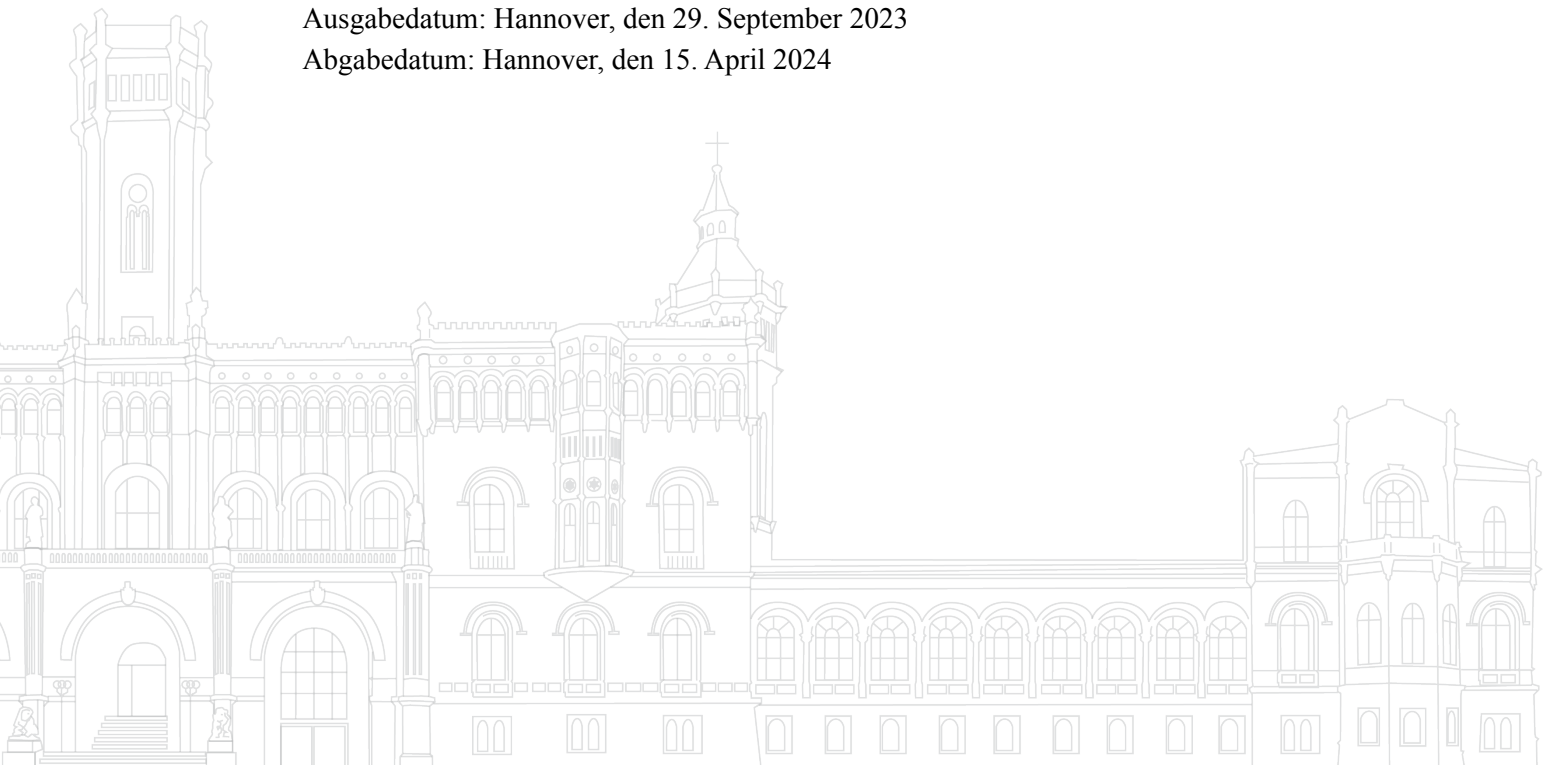 Ausgabedatum: Hannover, den 29. September 2023
Abgabedatum: Hannover, den 15. April 2024